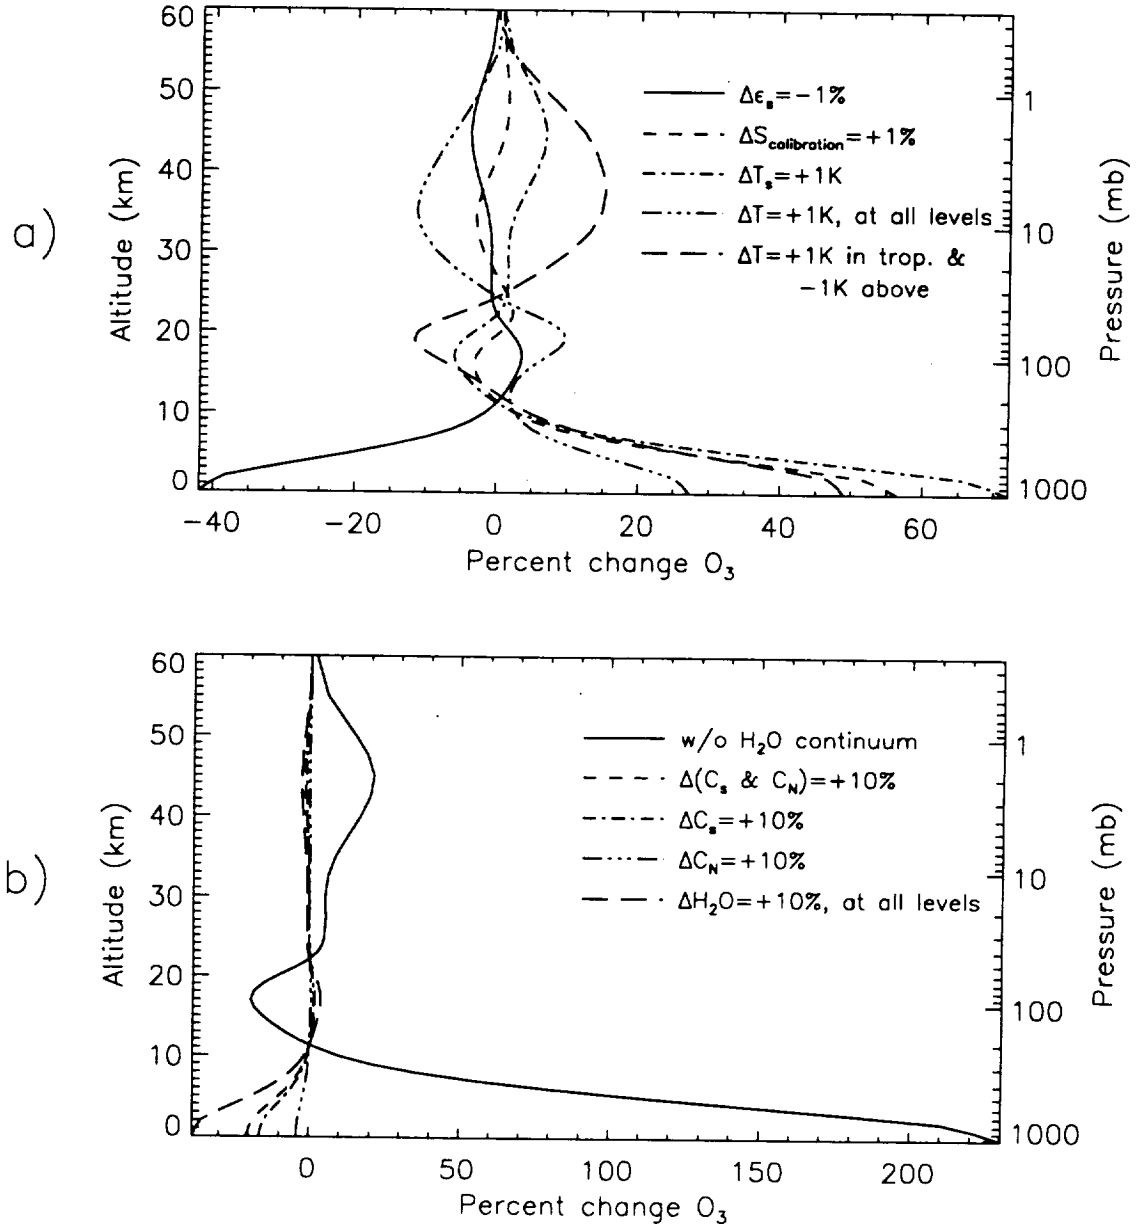 a)
60
50
40
30
20
10
0
Altitude (km)
Δε_s=−1%
ΔS_calibration=+1%
ΔT_s=+1K
ΔT=+1K, at all levels
ΔT=+1K in trop. &
−1K above
1
10
100
1000
Pressure (mb)
−40 −20 0 20 40 60
Percent change O₃
b)
60
50
40
30
20
10
0
Altitude (km)
w/o H₂O continuum
Δ(C_s & C_N)=+10%
ΔC_s=+10%
ΔC_N=+10%
ΔH₂O=+10%, at all levels
1
10
100
1000
Pressure (mb)
0 50 100 150 200
Percent change O₃